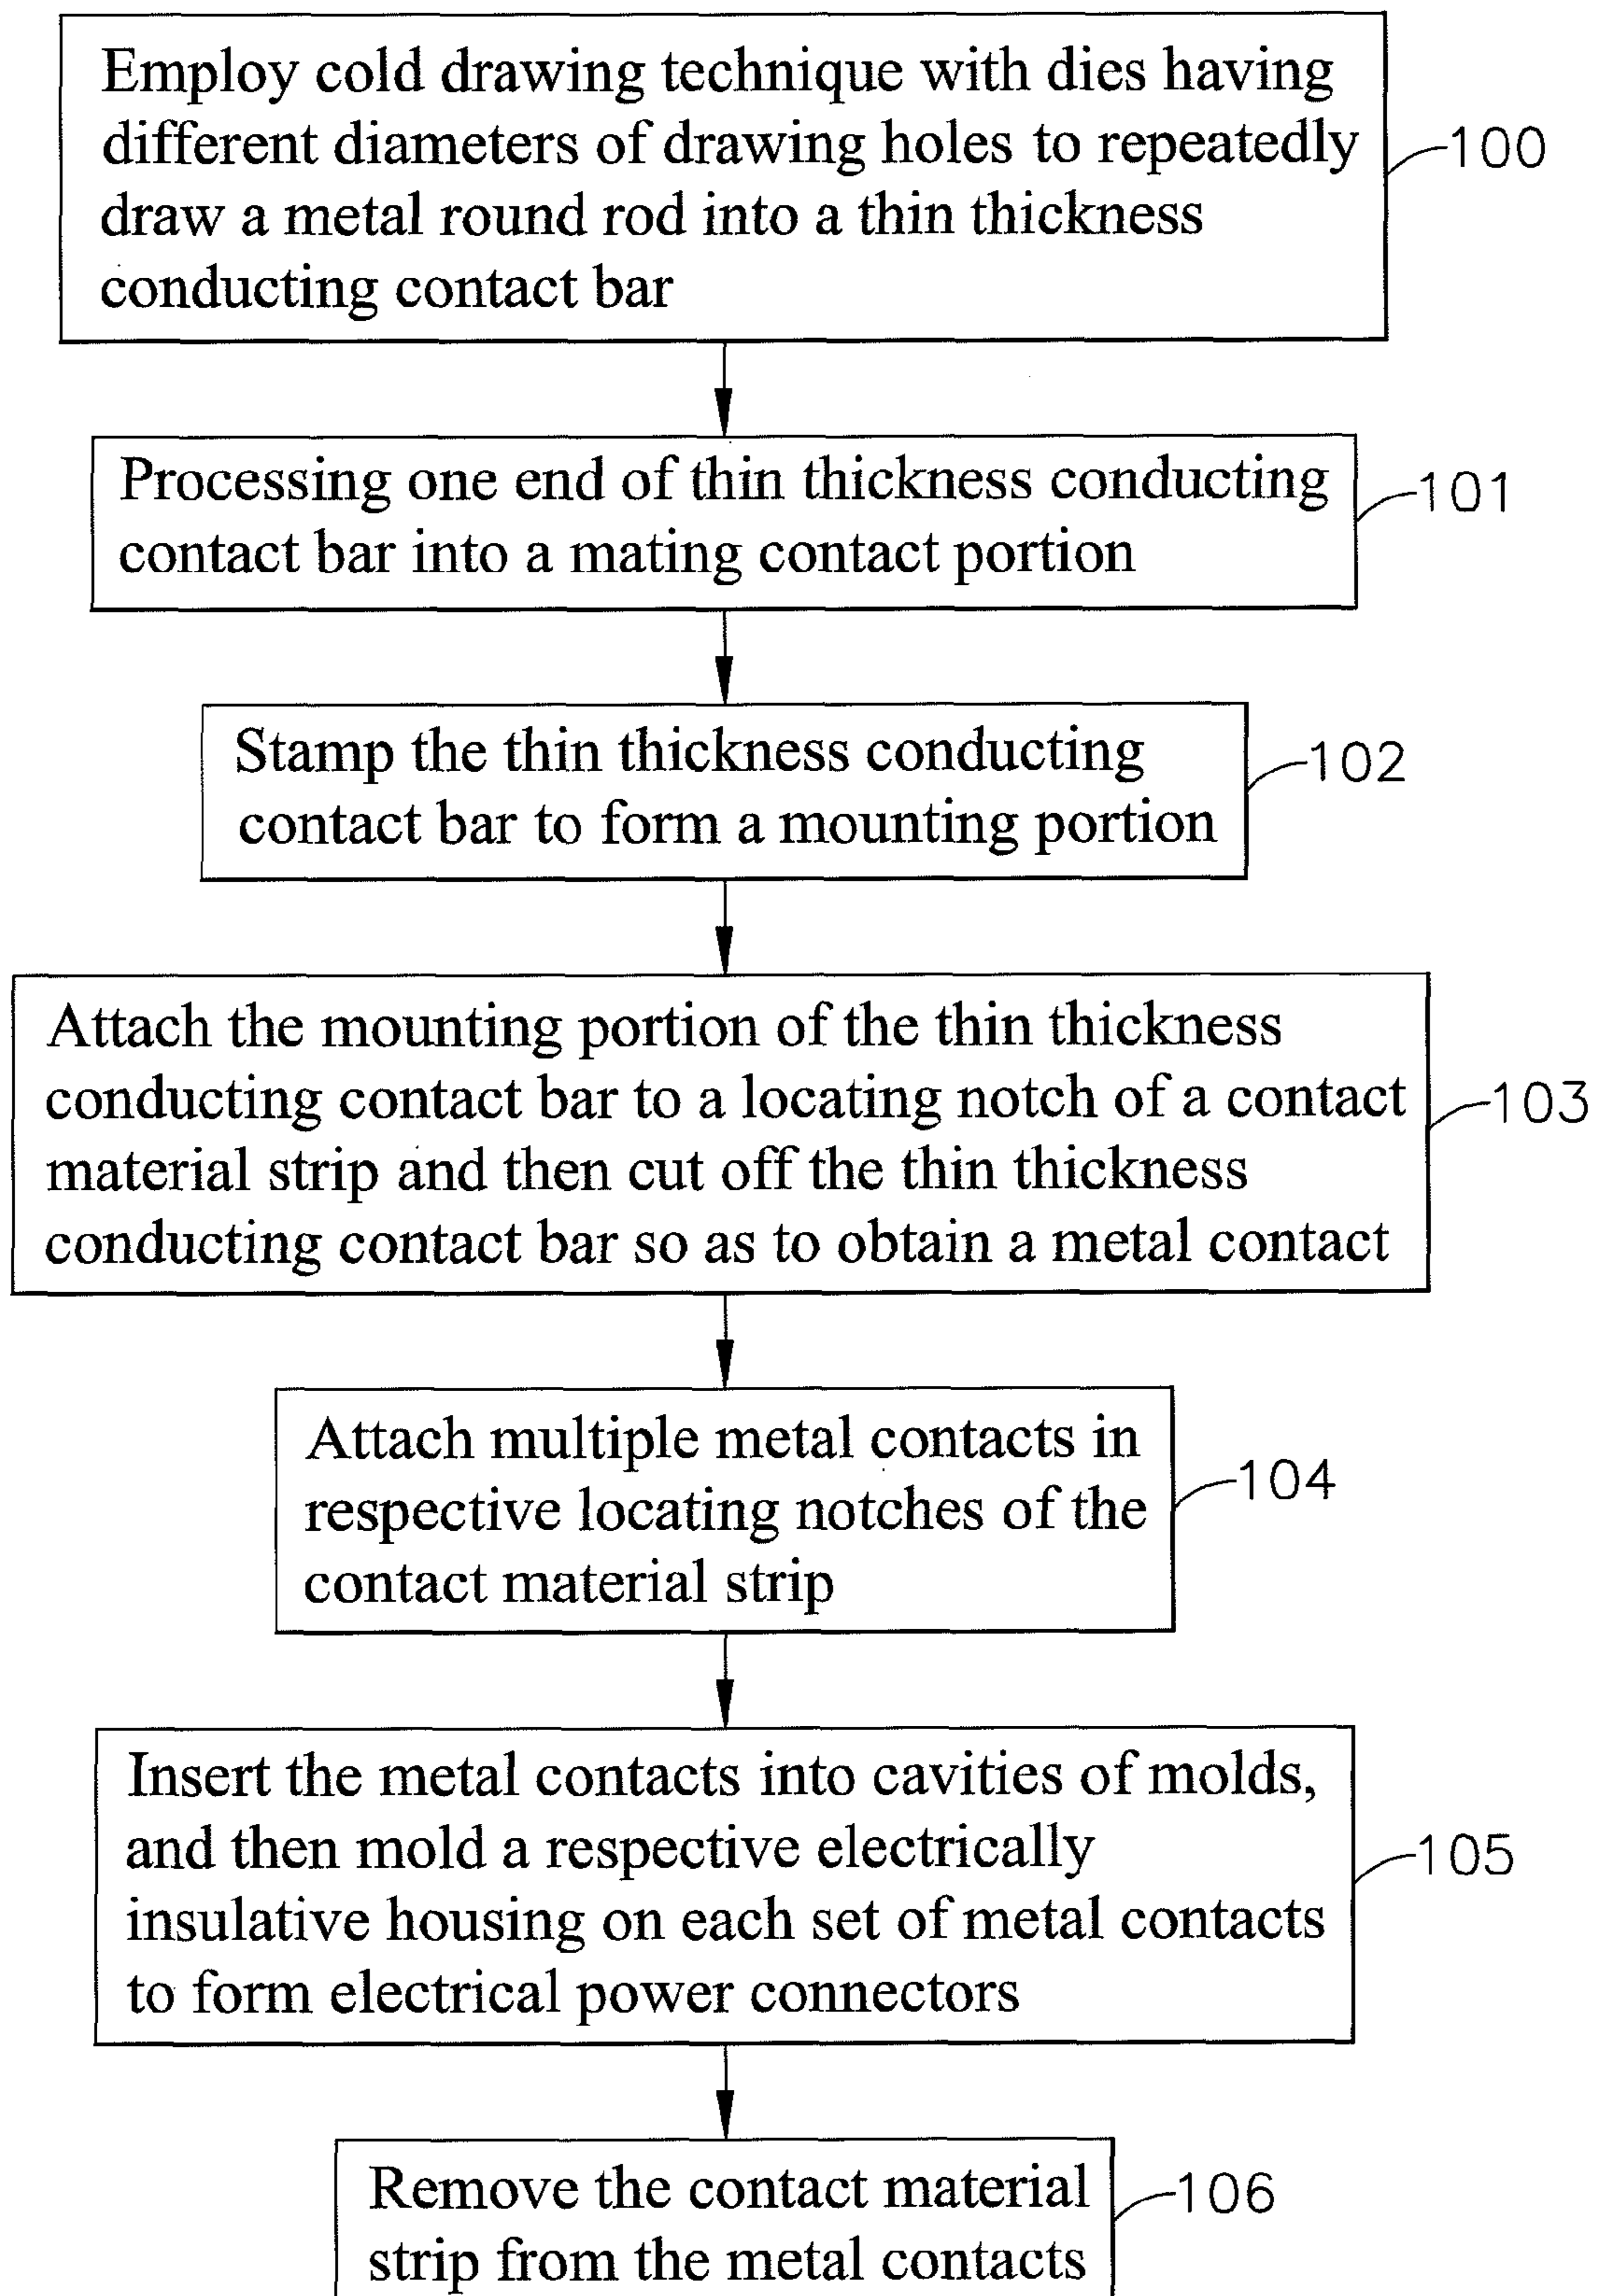 Employ cold drawing technique with dies having
different diameters of drawing holes to repeatedly
draw a metal round rod into a thin thickness
conducting contact bar
100
Processing one end of thin thickness conducting
contact bar into a mating contact portion
101
Stamp the thin thickness conducting
contact bar to form a mounting portion
102
Attach the mounting portion of the thin thickness
conducting contact bar to a locating notch of a contact
material strip and then cut off the thin thickness
conducting contact bar so as to obtain a metal contact
103
Attach multiple metal contacts in
respective locating notches of the
contact material strip
104
Insert the metal contacts into cavities of molds,
and then mold a respective electrically
insulative housing on each set of metal contacts
to form electrical power connectors
105
Remove the contact material
strip from the metal contacts
106